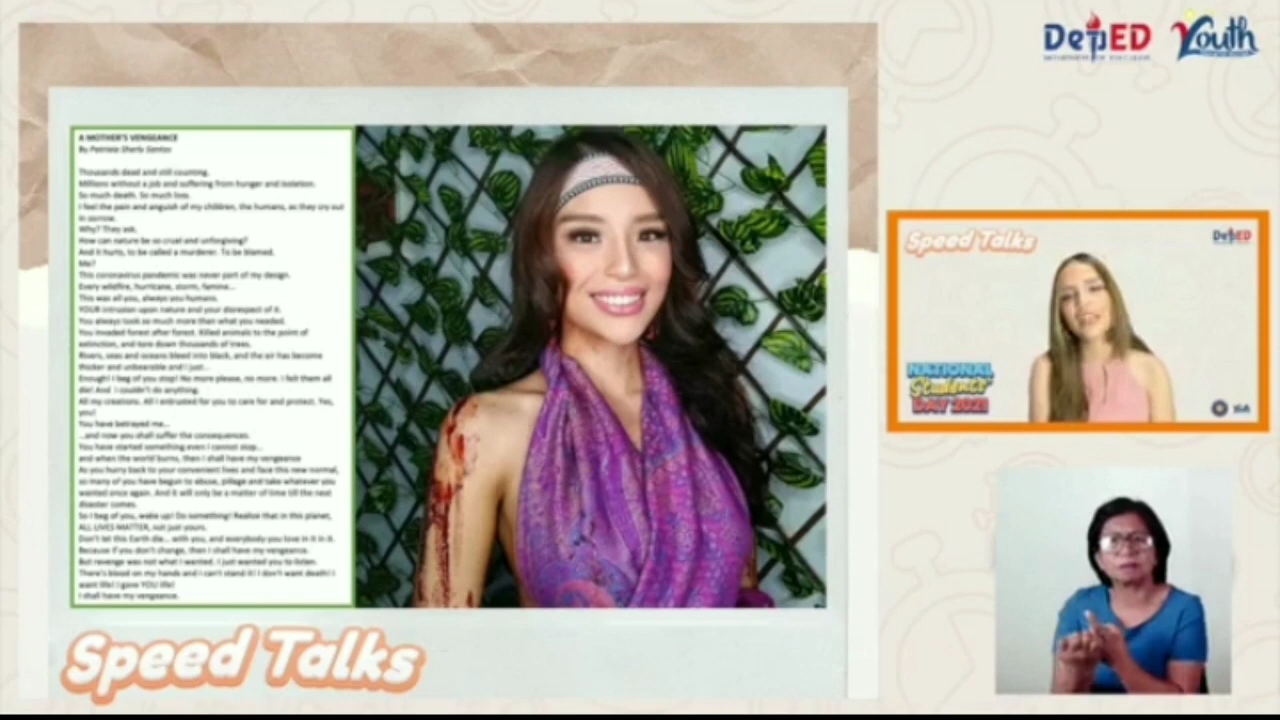 A MOTHER'S VENGEANCE
By Patrixia Sherly Santos
Thousands dead and still counting.
Millions without a job and suffering from hunger and isolation.
So much death. So much loss.
I feel the pain and anguish of my children, the humans, as they cry out
in sorrow.
Why? They ask.
How can nature be so cruel and unforgiving?
And it hurts, to be called a murderer. To be blamed.
Me?
This coronavirus pandemic was never part of my design.
Every wildfire, hurricane, storm, famine...
This was all you, always you humans.
YOUR intrusion upon nature and your disrespect of it.
You always took so much more than what you needed.
You invaded forest after forest. Killed animals to the point of
extinction, and tore down thousands of trees.
Rivers, seas and oceans bleed into black, and the air has become
thicker and unbearable and I just...
Enough! I beg of you stop! No more please, no more. I felt them all
die! And I couldn't do anything.
All my creations. All I entrusted for you to care for and protect. Yes,
you!
You have betrayed me...
...and now you shall suffer the consequences.
You have started something even I cannot stop...
and when the world burns, then I shall have my vengeance
As you hurry back to your convenient lives and face this new normal,
so many of you have begun to abuse, pillage and take whatever you
wanted once again. And it will only be a matter of time till the next
disaster comes.
So I beg of you, wake up! Do something! Realize that in this planet,
ALL LIVES MATTER, not just yours.
Don't let this Earth die... with you, and everybody you love in it in it.
Because if you don't change, then I shall have my vengeance.
But revenge was not what I wanted. I just wanted you to listen.
There's blood on my hands and I can't stand it! I don't want death! I
want life! I gave YOU life!
I shall have my vengeance.
Speed Talks
DepED
Youth
Speed Talks
DepED
NATIONAL
Students'
DAY 2021